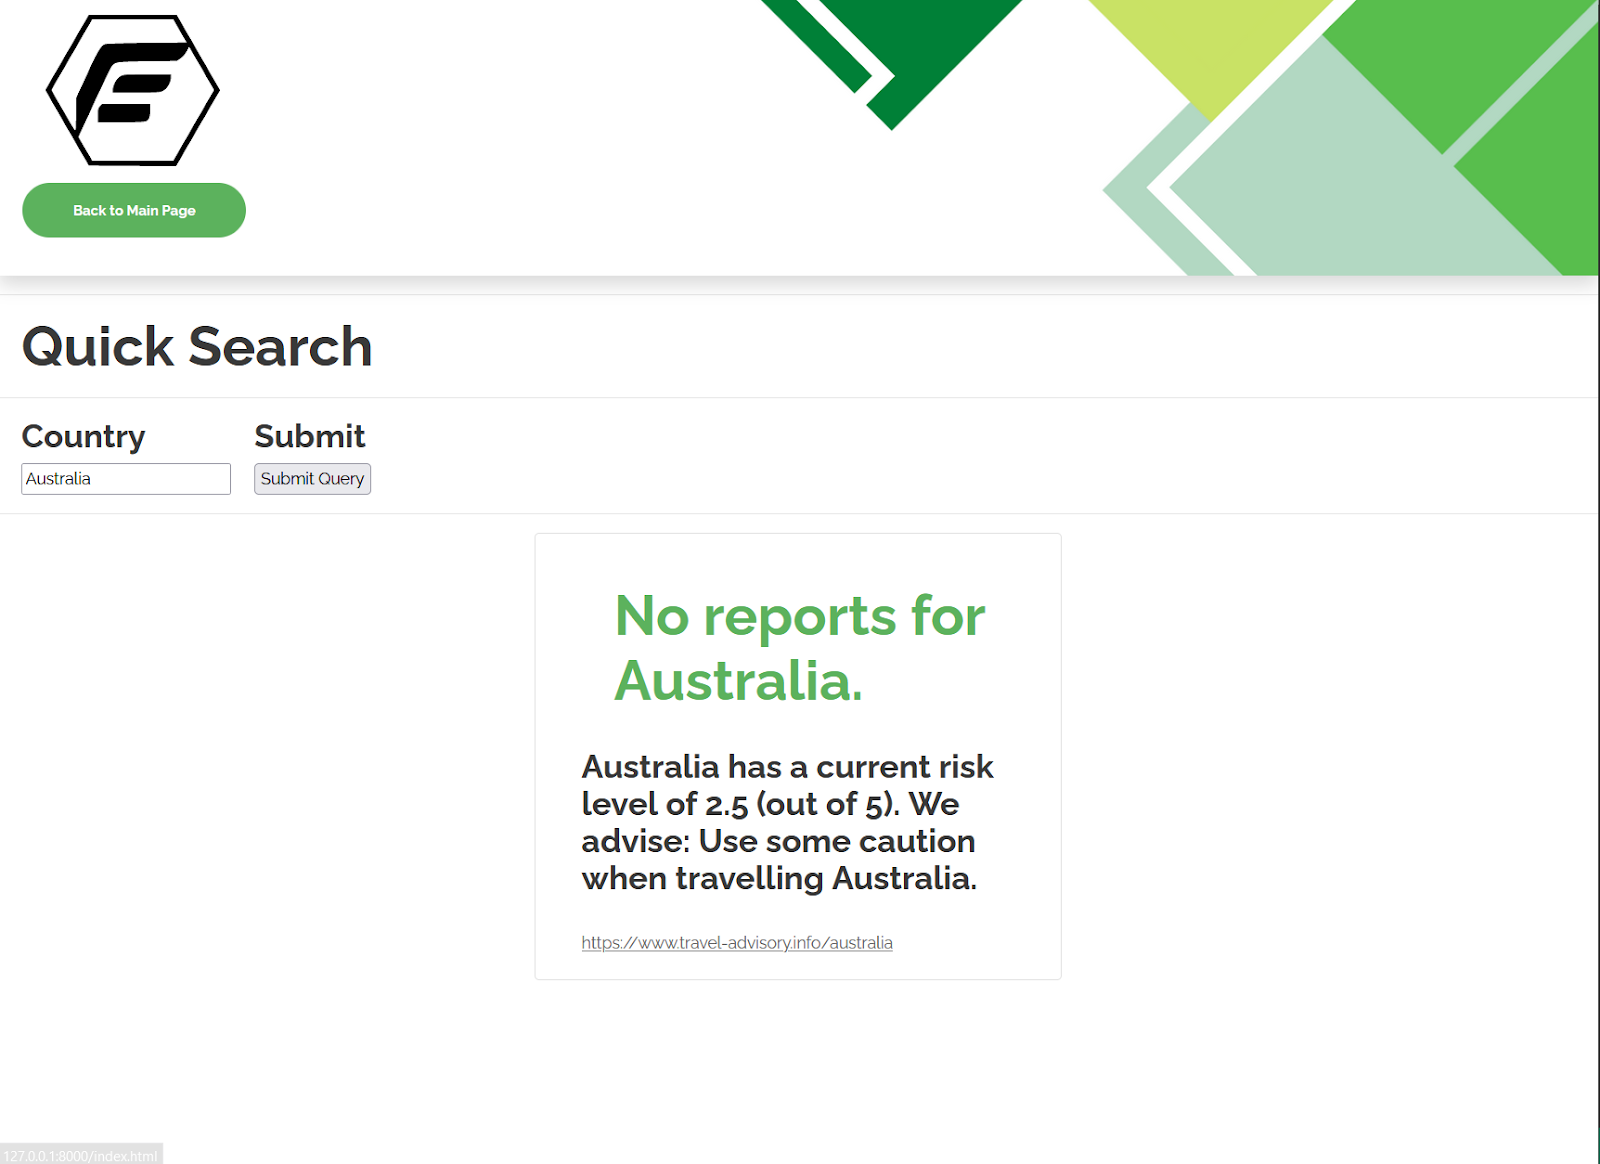 Back to Main Page
Quick Search
Country Submit
Australia Submit Query
No reports for
Australia.
Australia has a current risk
level of 2.5 (out of 5). We
advise: Use some caution
when travelling Australia.
https://www.travel-advisory.info/australia
127.0.0.1:8000/index.html